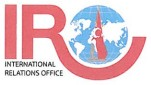 IRO
INTERNATIONAL
RELATIONS OFFICE